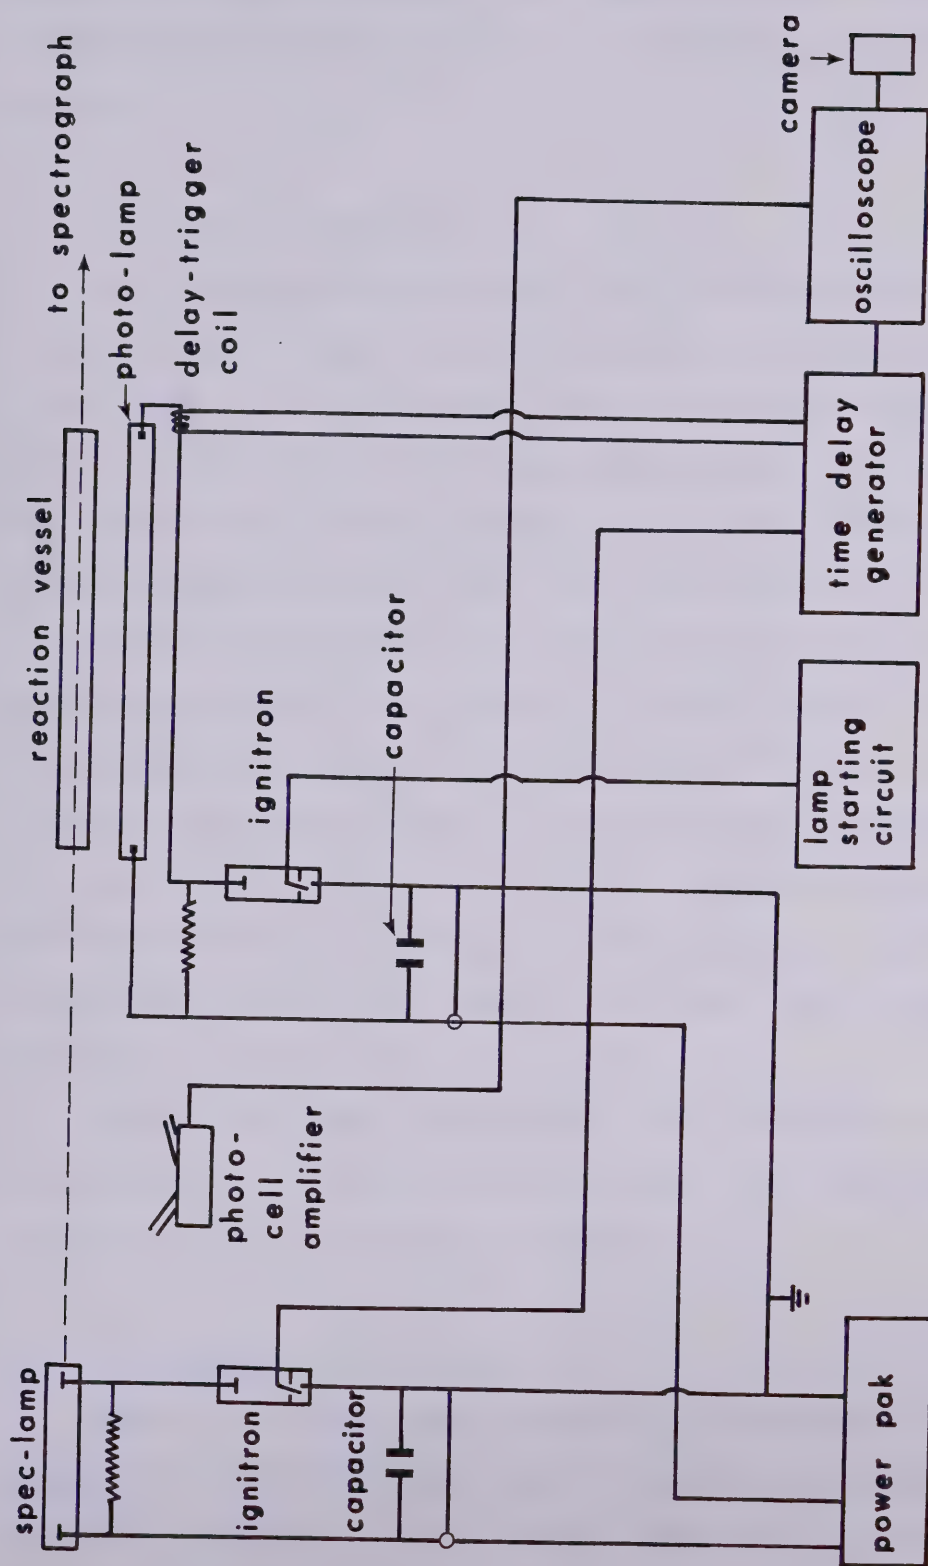 spec-lamp
reaction vessel
to spectrograph
photo-lamp
delay-trigger
coil
photo-
cell
amplifier
ignitron
capacitor
ignitron
capacitor
camera
power pak
lamp
starting
circuit
time delay
generator
oscilloscope